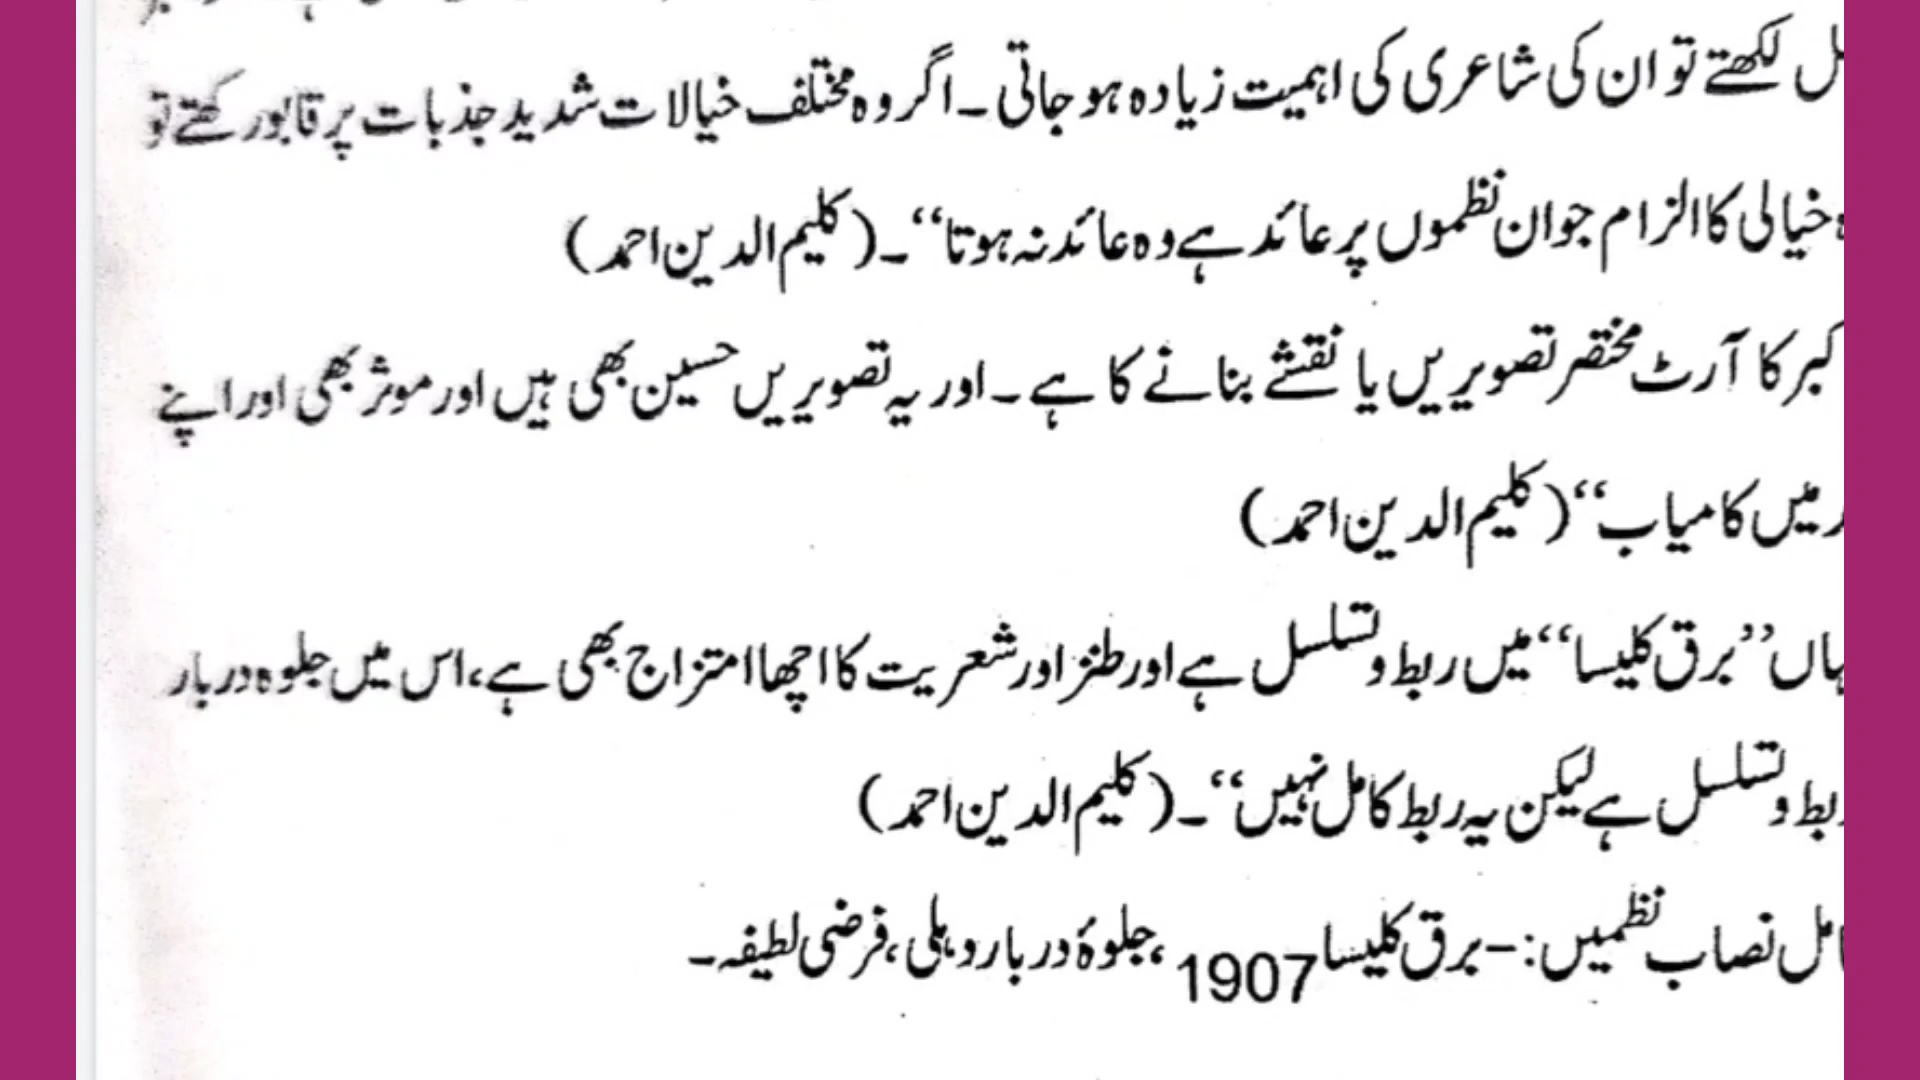 لکھتے تو ان کی شاعری کی اہمیت زیادہ ہو جاتی ۔ اگر وہ مختلف خیالات شدید جذبات پر قابو رکھتے تو
خیالی کا الزام جو ان نظموں پر عائد ہے وہ عائد نہ ہوتا‘‘ ۔ (کلیم الدین احمد)
کبر کا آرٹ مختصر تصویریں یا نقشے بنانے کا ہے ۔ اور یہ تصویریں حسین بھی ہیں اور موثر بھی اور اپنے
میں کامیاب‘‘ (کلیم الدین احمد)
ہاں ’’برق کلیسا‘‘ میں ربط و تسلسل ہے اور طنز اور شعریت کا اچھا امتزاج بھی ہے، اس میں جلوہ دربار
بط و تسلسل ہے لیکن یہ ربط کامل نہیں‘‘ ۔ (کلیم الدین احمد)
امل نصاب نظمیں :- برق کلیسا 1907 ، جلوۂ دربار دہلی ، فرضی لطیفہ ۔